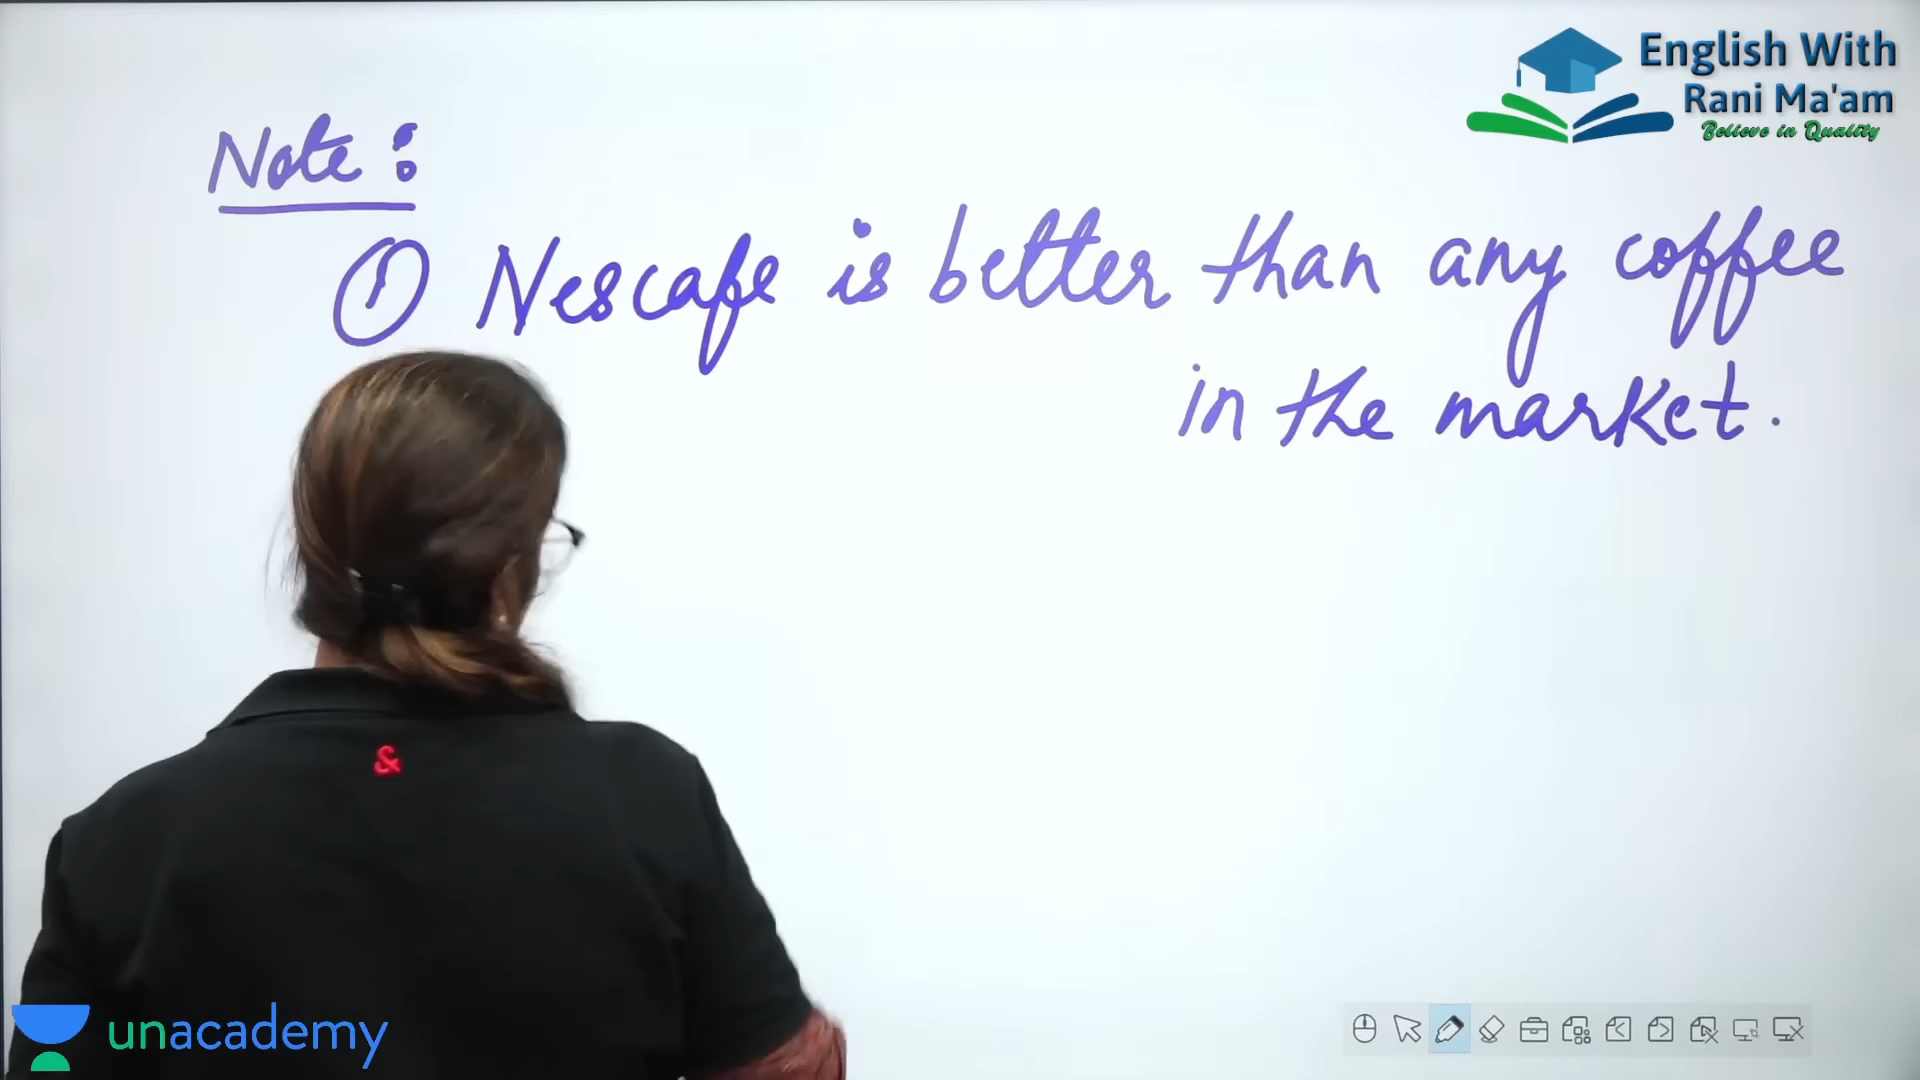 English With
Rani Ma'am
Believe in Quality
Note :
① Nescafe is better than any coffee
in the market.
&
unacademy